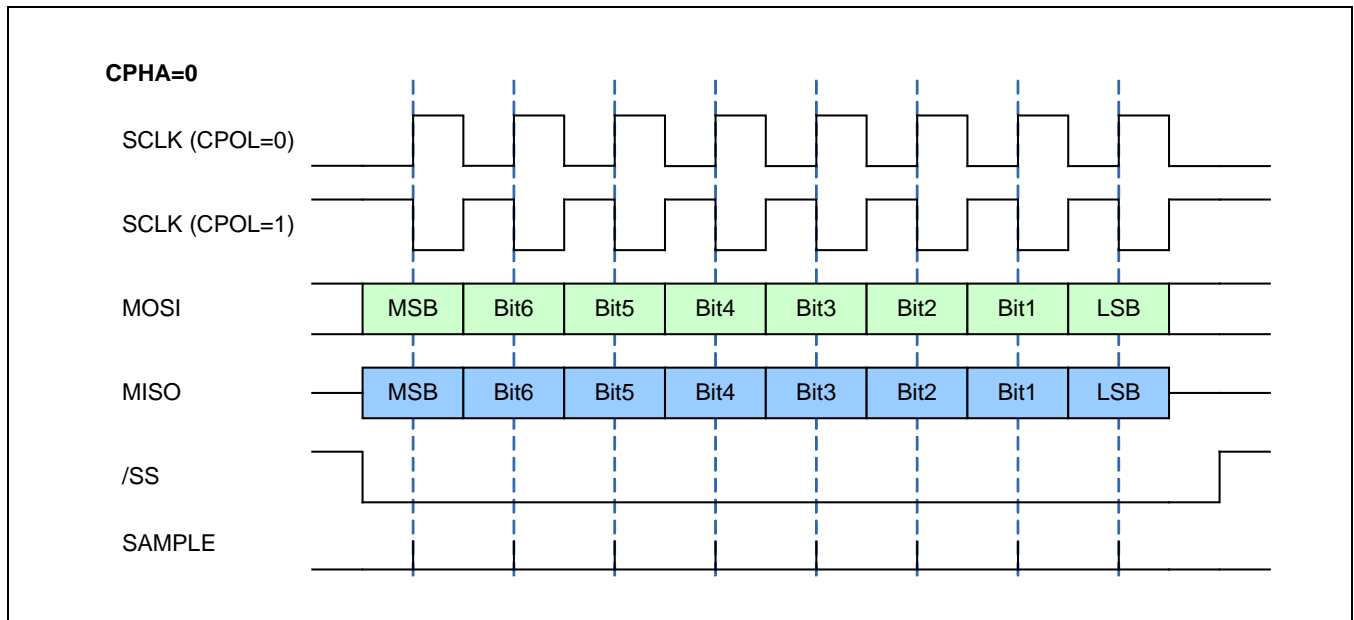 CPHA=0
SCLK (CPOL=0)
SCLK (CPOL=1)
MOSI MSB Bit6 Bit5 Bit4 Bit3 Bit2 Bit1 LSB
MISO MSB Bit6 Bit5 Bit4 Bit3 Bit2 Bit1 LSB
/SS
SAMPLE